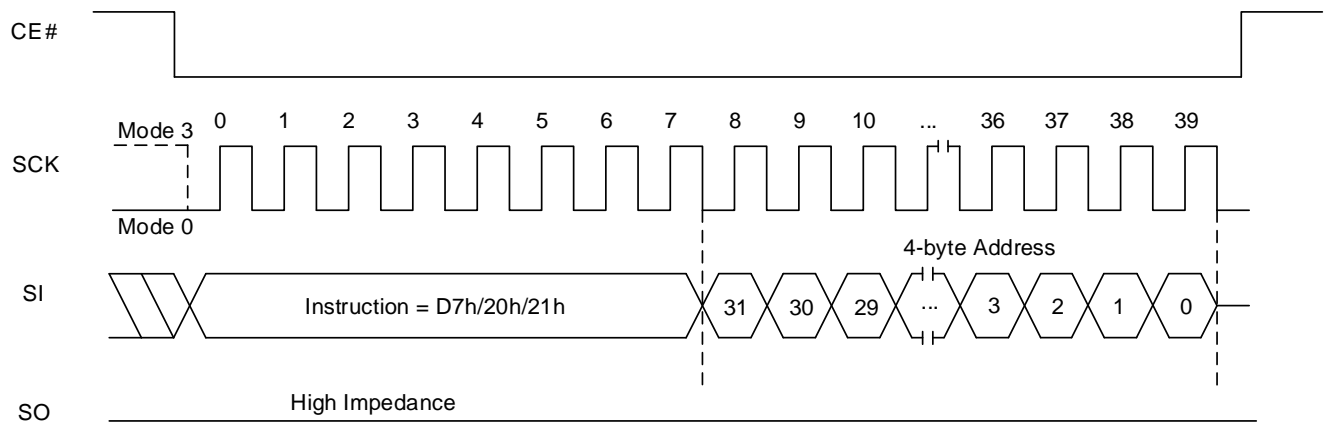 CE#
0 1 2 3 4 5 6 7 8 9 10 ... 36 37 38 39
Mode 3
SCK
Mode 0
4-byte Address
SI
Instruction = D7h/20h/21h 31 30 29 ... 3 2 1 0
High Impedance
SO